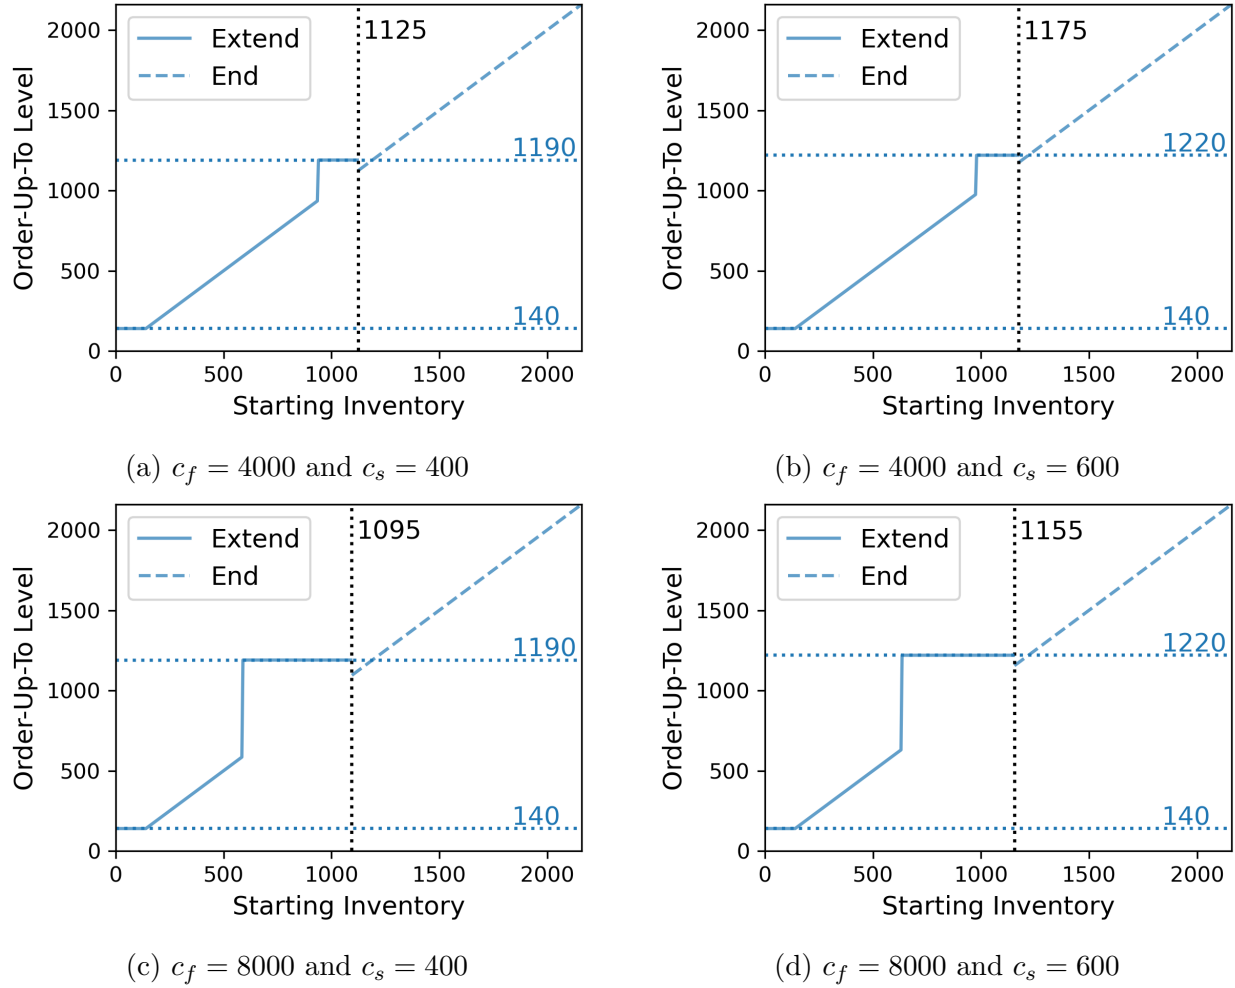 2000
1500
1000
500
0
Order-Up-To Level
Extend
End
1125
1190
140
0 500 1000 1500 2000
Starting Inventory
(a) $c_f = 4000$ and $c_s = 400$
2000
1500
1000
500
0
Order-Up-To Level
Extend
End
1175
1220
140
0 500 1000 1500 2000
Starting Inventory
(b) $c_f = 4000$ and $c_s = 600$
2000
1500
1000
500
0
Order-Up-To Level
Extend
End
1095
1190
140
0 500 1000 1500 2000
Starting Inventory
(c) $c_f = 8000$ and $c_s = 400$
2000
1500
1000
500
0
Order-Up-To Level
Extend
End
1155
1220
140
0 500 1000 1500 2000
Starting Inventory
(d) $c_f = 8000$ and $c_s = 600$